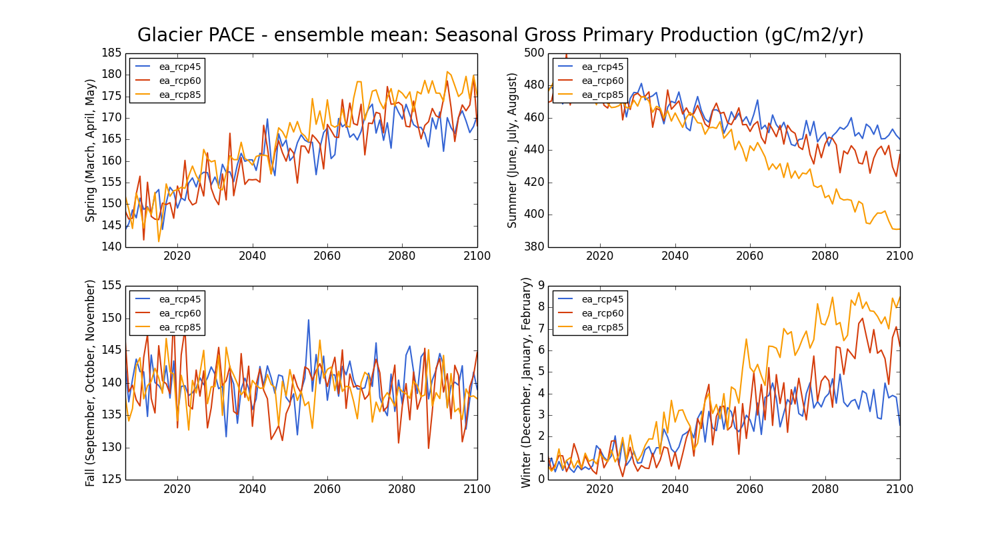 Glacier PACE - ensemble mean: Seasonal Gross Primary Production (gC/m2/yr)
Spring (March, April, May)
185
180
175
170
165
160
155
150
145
140
ea_rcp45
ea_rcp60
ea_rcp85
2020 2040 2060 2080 2100
Summer (June, July, August)
500
480
460
440
420
400
380
ea_rcp45
ea_rcp60
ea_rcp85
2020 2040 2060 2080 2100
Fall (September, October, November)
155
150
145
140
135
130
125
ea_rcp45
ea_rcp60
ea_rcp85
2020 2040 2060 2080 2100
Winter (December, January, February)
9
8
7
6
5
4
3
2
1
0
ea_rcp45
ea_rcp60
ea_rcp85
2020 2040 2060 2080 2100